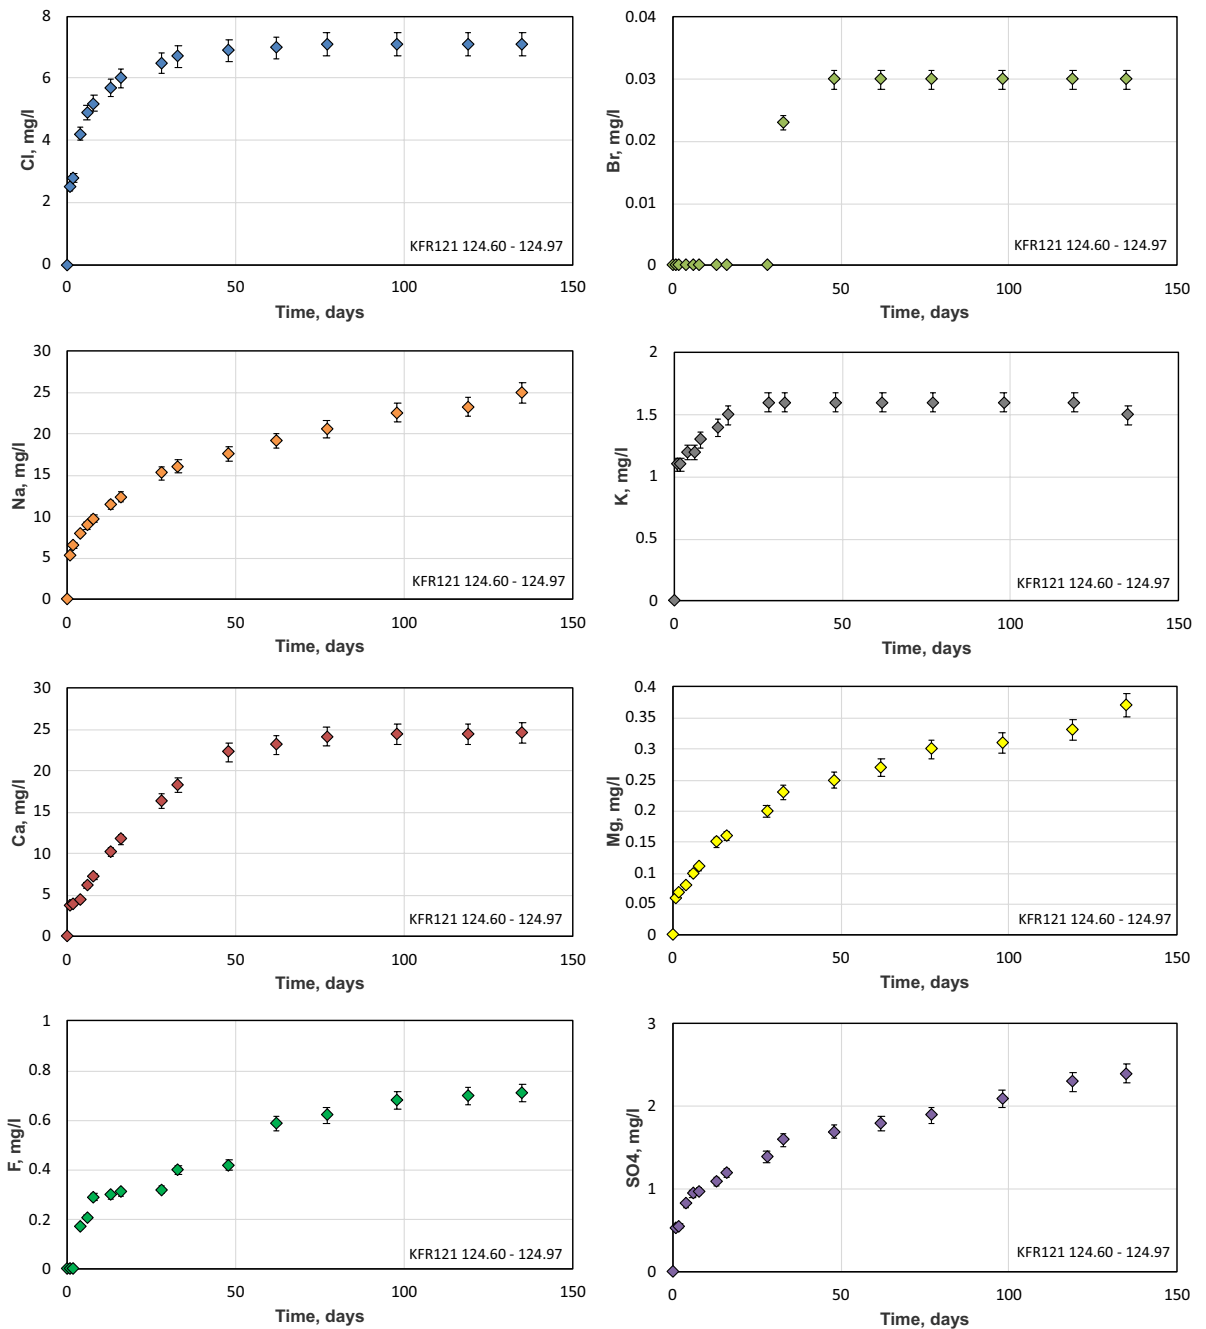 8
6
4
2
0
Cl, mg/l
KFR121 124.60 - 124.97
0 50 100 150
Time, days
0.04
0.03
0.02
0.01
0
Br, mg/l
KFR121 124.60 - 124.97
0 50 100 150
Time, days
30
25
20
15
10
5
0
Na, mg/l
KFR121 124.60 - 124.97
0 50 100 150
Time, days
2
1.5
1
0.5
0
K, mg/l
KFR121 124.60 - 124.97
0 50 100 150
Time, days
30
25
20
15
10
5
0
Ca, mg/l
KFR121 124.60 - 124.97
0 50 100 150
Time, days
0.4
0.35
0.3
0.25
0.2
0.15
0.1
0.05
0
Mg, mg/l
KFR121 124.60 - 124.97
0 50 100 150
Time, days
1
0.8
0.6
0.4
0.2
0
F, mg/l
KFR121 124.60 - 124.97
0 50 100 150
Time, days
3
2
1
0
SO4, mg/l
KFR121 124.60 - 124.97
0 50 100 150
Time, days